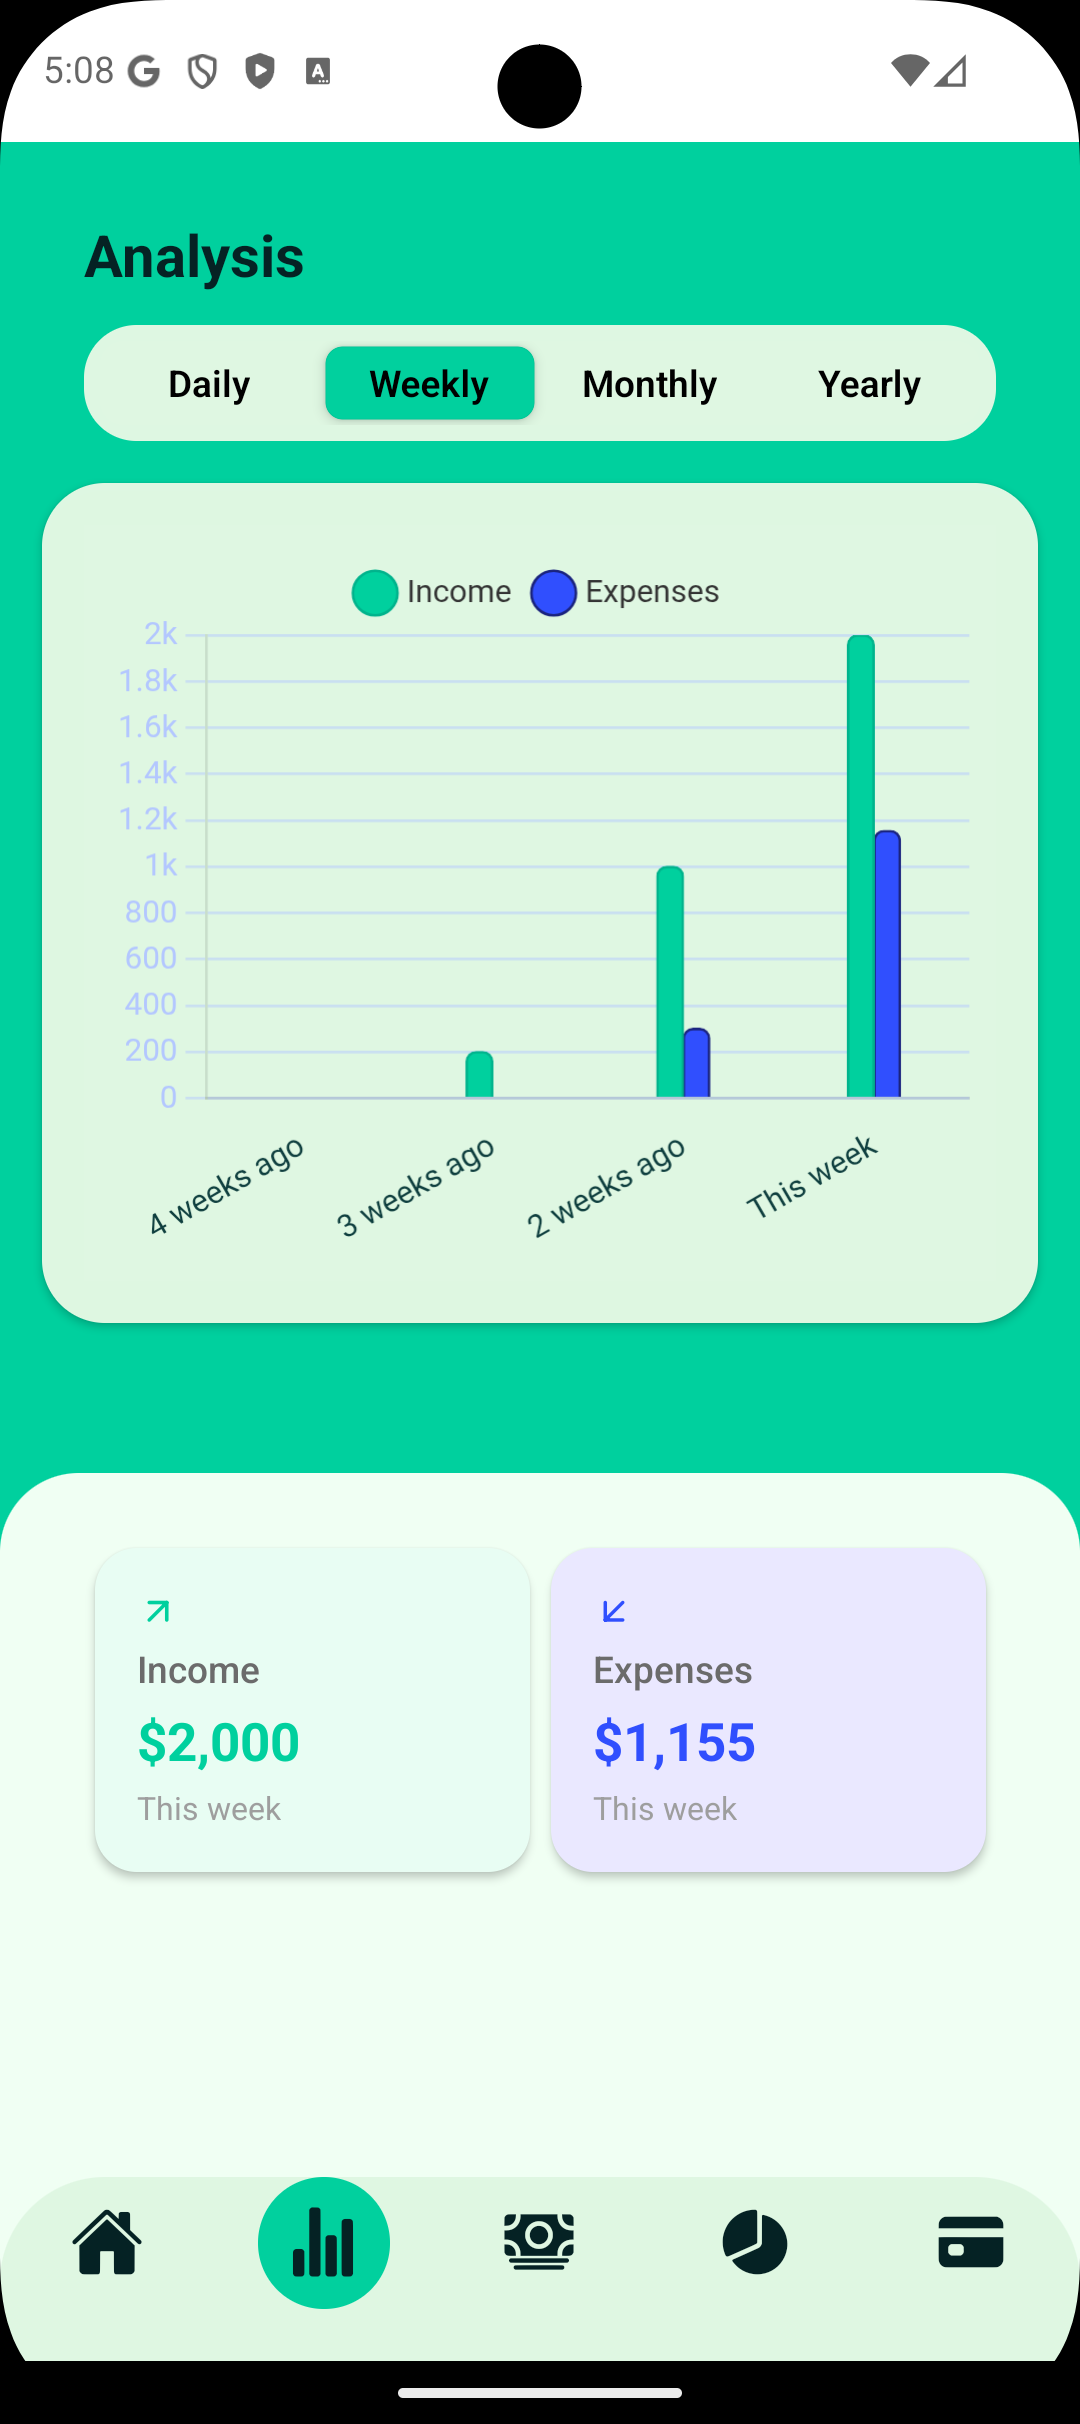 5:08
Analysis
Daily Weekly Monthly Yearly
Income Expenses
2k
1.8k
1.6k
1.4k
1.2k
1k
800
600
400
200
0
4 weeks ago 3 weeks ago 2 weeks ago This week
Income
$2,000
This week
Expenses
$1,155
This week